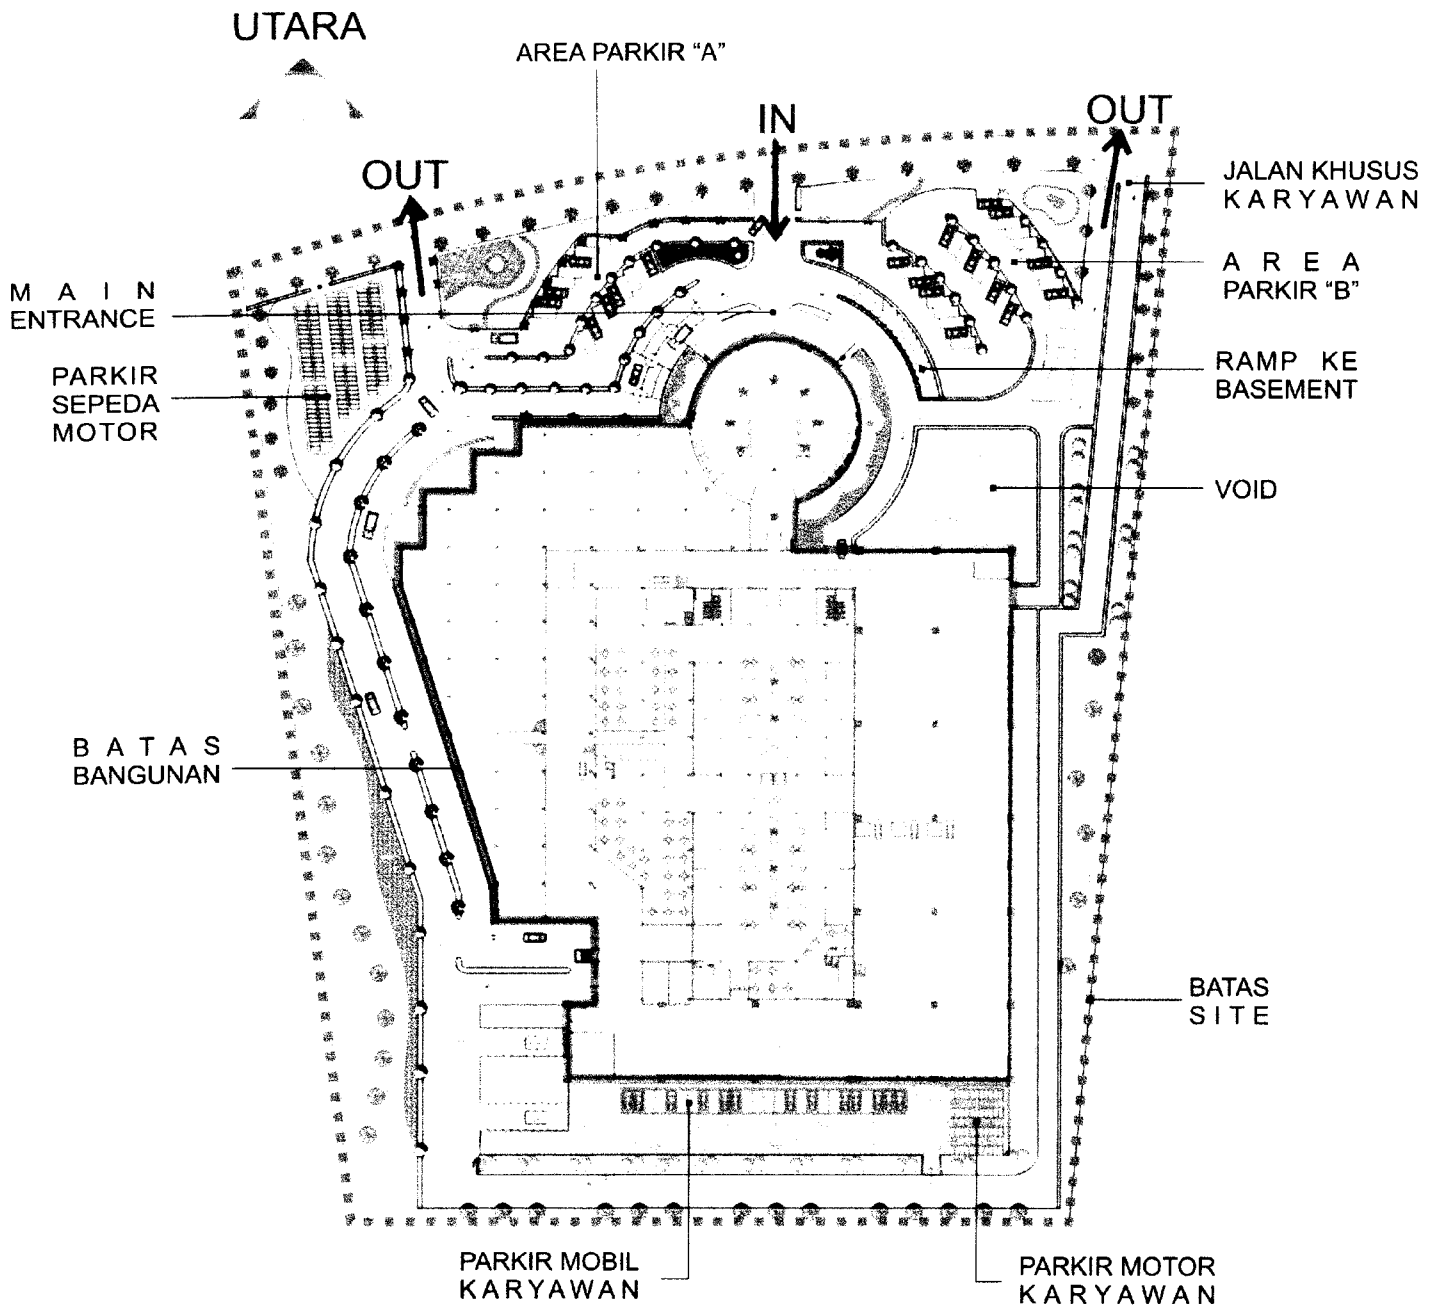 UTARA
AREA PARKIR “A”
IN
OUT
OUT
JALAN KHUSUS
KARYAWAN
MAIN
ENTRANCE
AREA
PARKIR “B”
PARKIR
SEPEDA
MOTOR
RAMP KE
BASEMENT
VOID
BATAS
BANGUNAN
BATAS
SITE
PARKIR MOBIL
KARYAWAN
PARKIR MOTOR
KARYAWAN